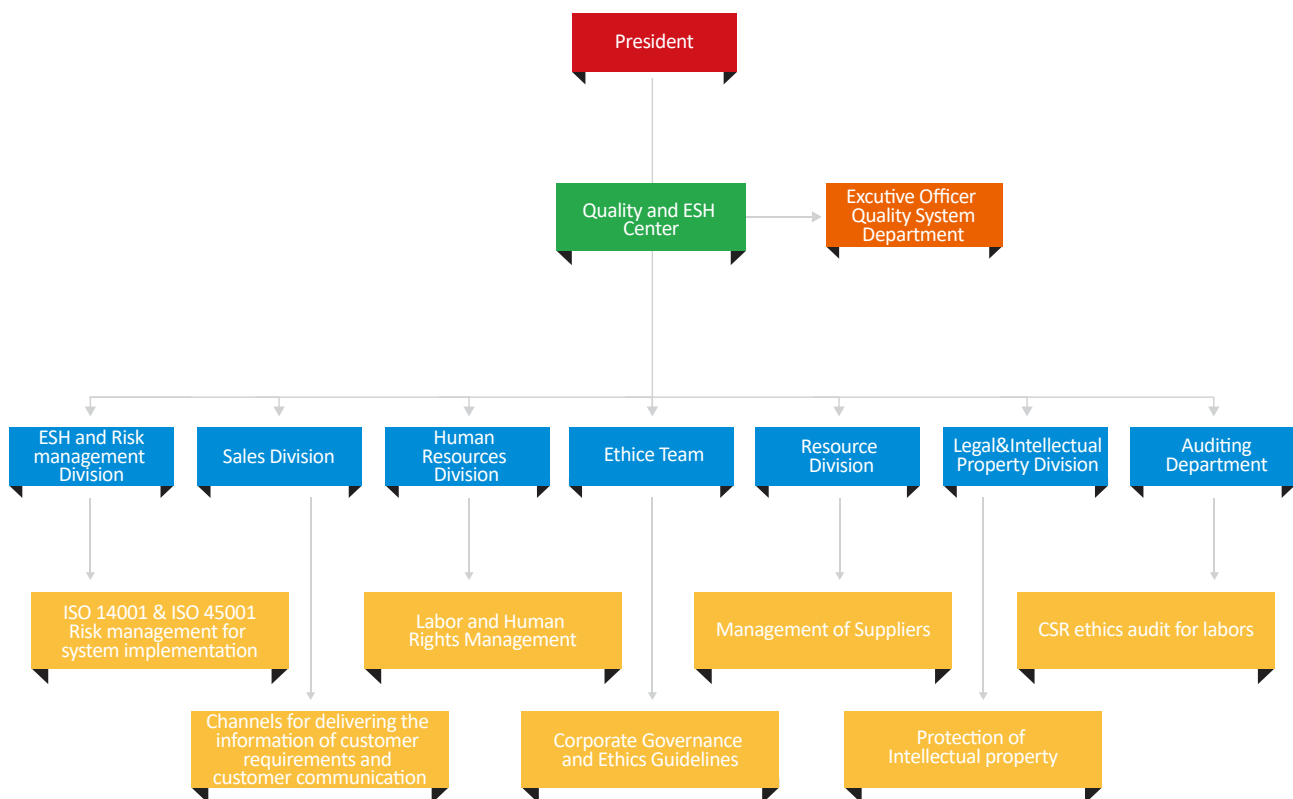 President
Quality and ESH
Center
Excutive Officer
Quality System
Department
ESH and Risk
management
Division
Sales Division
Human
Resources
Division
Ethice Team
Resource
Division
Legal&Intellectual
Property Division
Auditing
Department
ISO 14001 & ISO 45001
Risk management for
system implementation
Labor and Human
Rights Management
Management of Suppliers
CSR ethics audit for labors
Channels for delivering the
information of customer
requirements and
customer communication
Corporate Governance
and Ethics Guidelines
Protection of
Intellectual property